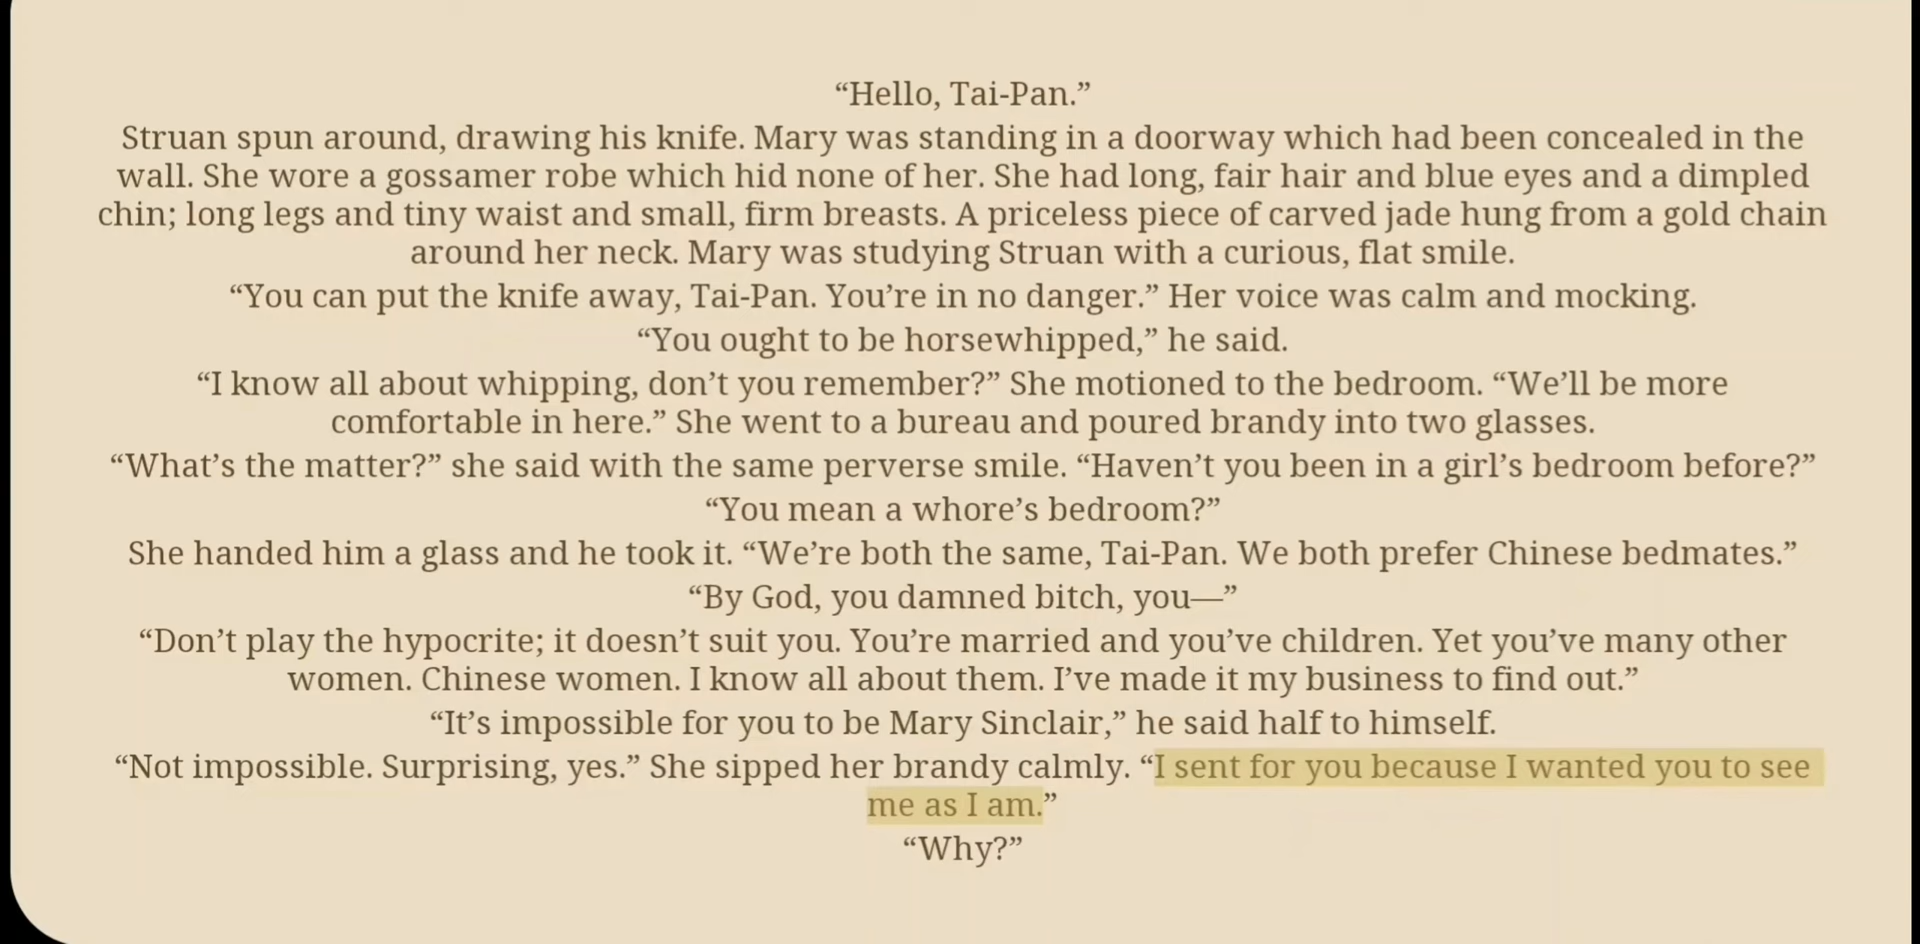 “Hello, Tai-Pan.”
Struan spun around, drawing his knife. Mary was standing in a doorway which had been concealed in the
wall. She wore a gossamer robe which hid none of her. She had long, fair hair and blue eyes and a dimpled
chin; long legs and tiny waist and small, firm breasts. A priceless piece of carved jade hung from a gold chain
around her neck. Mary was studying Struan with a curious, flat smile.
“You can put the knife away, Tai-Pan. You’re in no danger.” Her voice was calm and mocking.
“You ought to be horsewhipped,” he said.
“I know all about whipping, don’t you remember?” She motioned to the bedroom. “We’ll be more
comfortable in here.” She went to a bureau and poured brandy into two glasses.
“What’s the matter?” she said with the same perverse smile. “Haven’t you been in a girl’s bedroom before?”
“You mean a whore’s bedroom?”
She handed him a glass and he took it. “We’re both the same, Tai-Pan. We both prefer Chinese bedmates.”
“By God, you damned bitch, you—”
“Don’t play the hypocrite; it doesn’t suit you. You’re married and you’ve children. Yet you’ve many other
women. Chinese women. I know all about them. I’ve made it my business to find out.”
“It’s impossible for you to be Mary Sinclair,” he said half to himself.
“Not impossible. Surprising, yes.” She sipped her brandy calmly. “I sent for you because I wanted you to see
me as I am.”
“Why?”